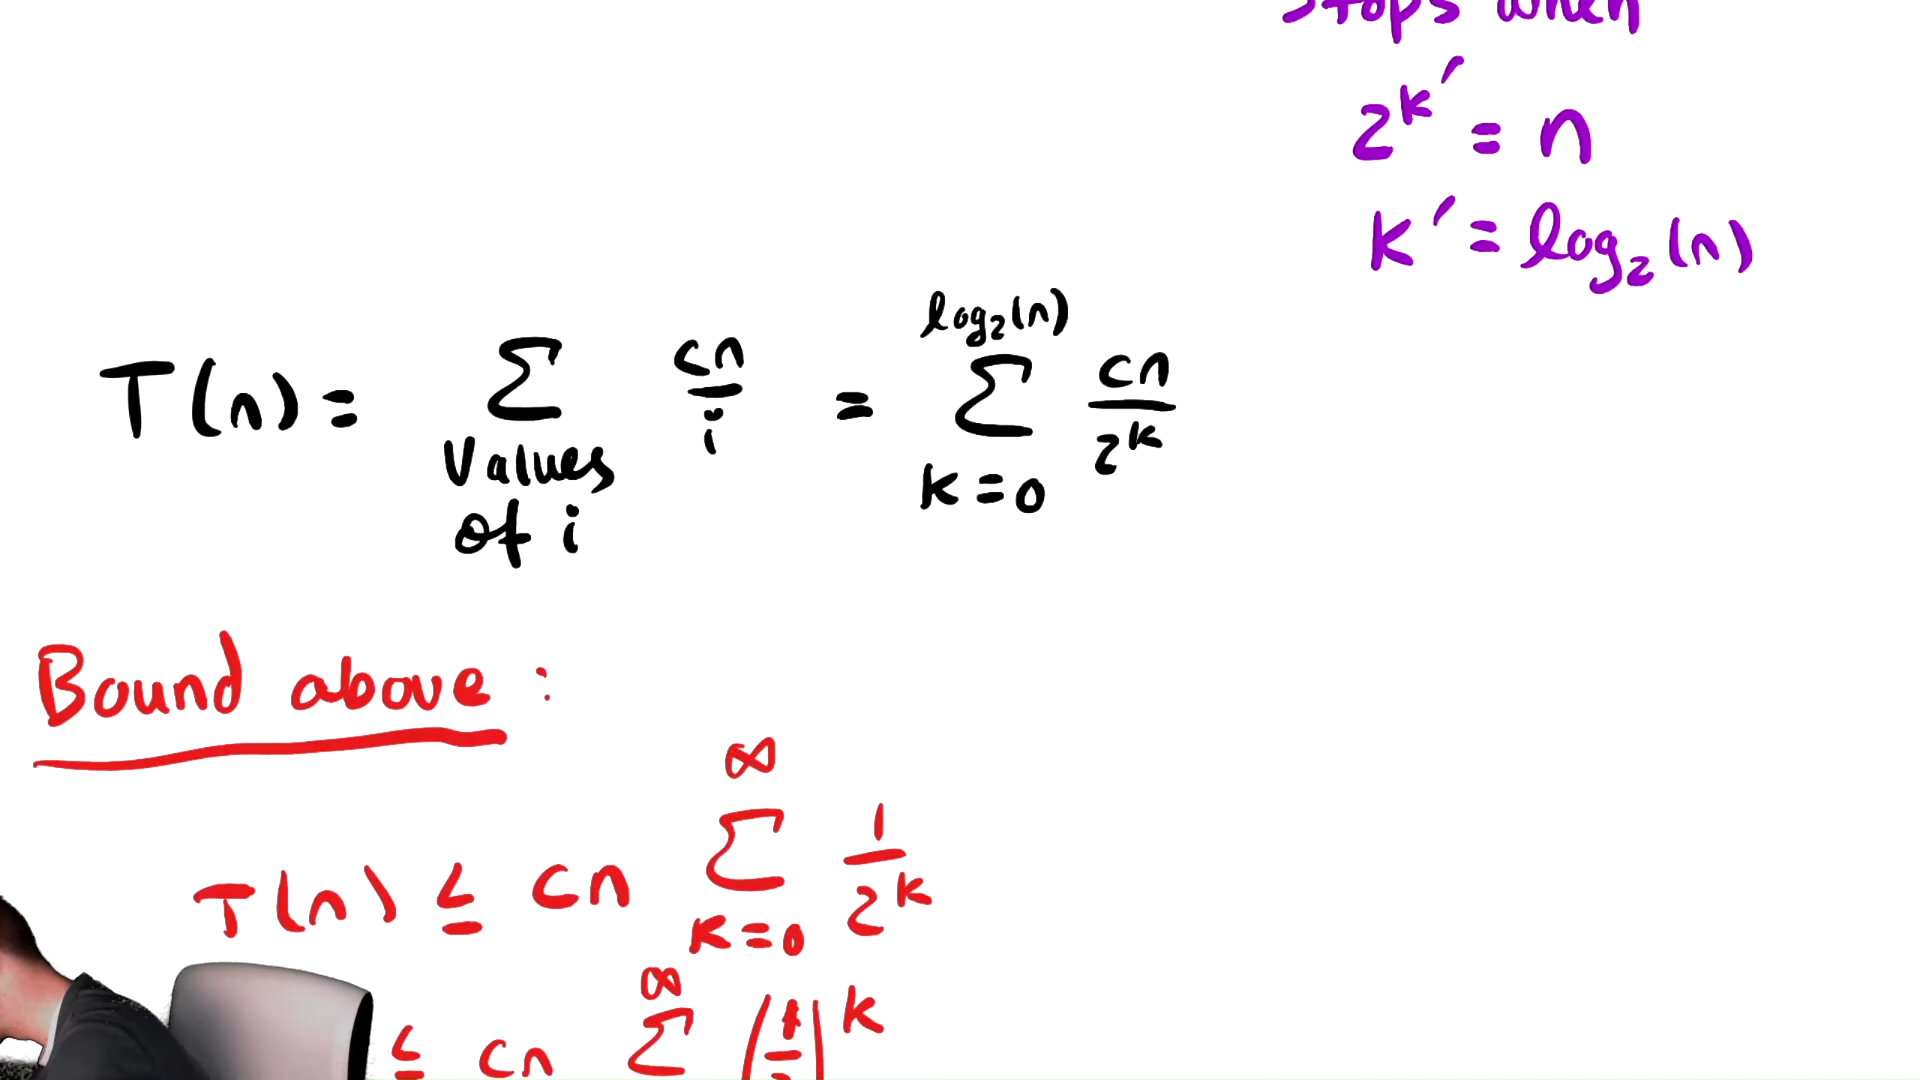 Stops when
2^k' = n
k' = log₂(n)
T(n) = Σ_{Values of i} cn/i = Σ_{k=0}^{log₂(n)} cn/2^k
Bound above:
T(n) ≤ cn Σ_{k=0}^{∞} 1/2^k
≤ cn Σ^{∞} (1/2)^k